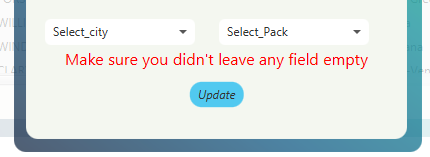 Select_city
Select_Pack
Make sure you didn't leave any field empty
Update